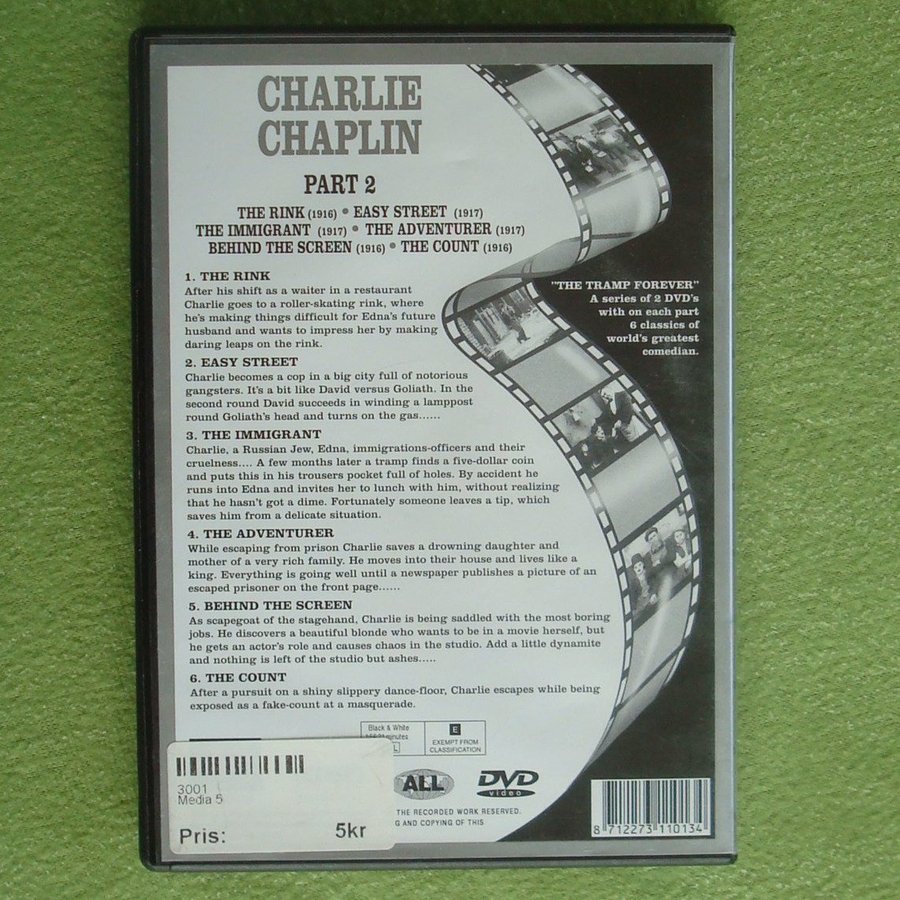 CHARLIE
CHAPLIN
PART 2
THE RINK (1916) • EASY STREET (1917)
THE IMMIGRANT (1917) • THE ADVENTURER (1917)
BEHIND THE SCREEN (1916) • THE COUNT (1916)
1. THE RINK
After his shift as a waiter in a restaurant
Charlie goes to a roller-skating rink, where
he's making things difficult for Edna's future
husband and wants to impress her by making
daring leaps on the rink.
2. EASY STREET
Charlie becomes a cop in a big city full of notorious
gangsters. It's a bit like David versus Goliath. In the
second round David succeeds in winding a lamppost
round Goliath's head and turns on the gas......
3. THE IMMIGRANT
Charlie, a Russian Jew, Edna, immigrations-officers and their
cruelness.... A few months later a tramp finds a five-dollar coin
and puts this in his trousers pocket full of holes. By accident he
runs into Edna and invites her to lunch with him, without realizing
that he hasn't got a dime. Fortunately someone leaves a tip, which
saves him from a delicate situation.
4. THE ADVENTURER
While escaping from prison Charlie saves a drowning daughter and
mother of a very rich family. He moves into their house and lives like a
king. Everything is going well until a newspaper publishes a picture of an
escaped prisoner on the front page......
5. BEHIND THE SCREEN
As scapegoat of the stagehand, Charlie is being saddled with the most boring
jobs. He discovers a beautiful blonde who wants to be in a movie herself, but
he gets an actor's role and causes chaos in the studio. Add a little dynamite
and nothing is left of the studio but ashes.....
6. THE COUNT
After a pursuit on a shiny slippery dance-floor, Charlie escapes while being
exposed as a fake-count at a masquerade.
"THE TRAMP FOREVER"
A series of 2 DVD's
with on each part
6 classics of
world's greatest
comedian.
Black & White
minutes
E
EXEMPT FROM
CLASSIFICATION
ALL
DVD
video
THE RECORDED WORK RESERVED.
G AND COPYING OF THIS
8 712273 110134
3001
Media 5
Pris: 5kr